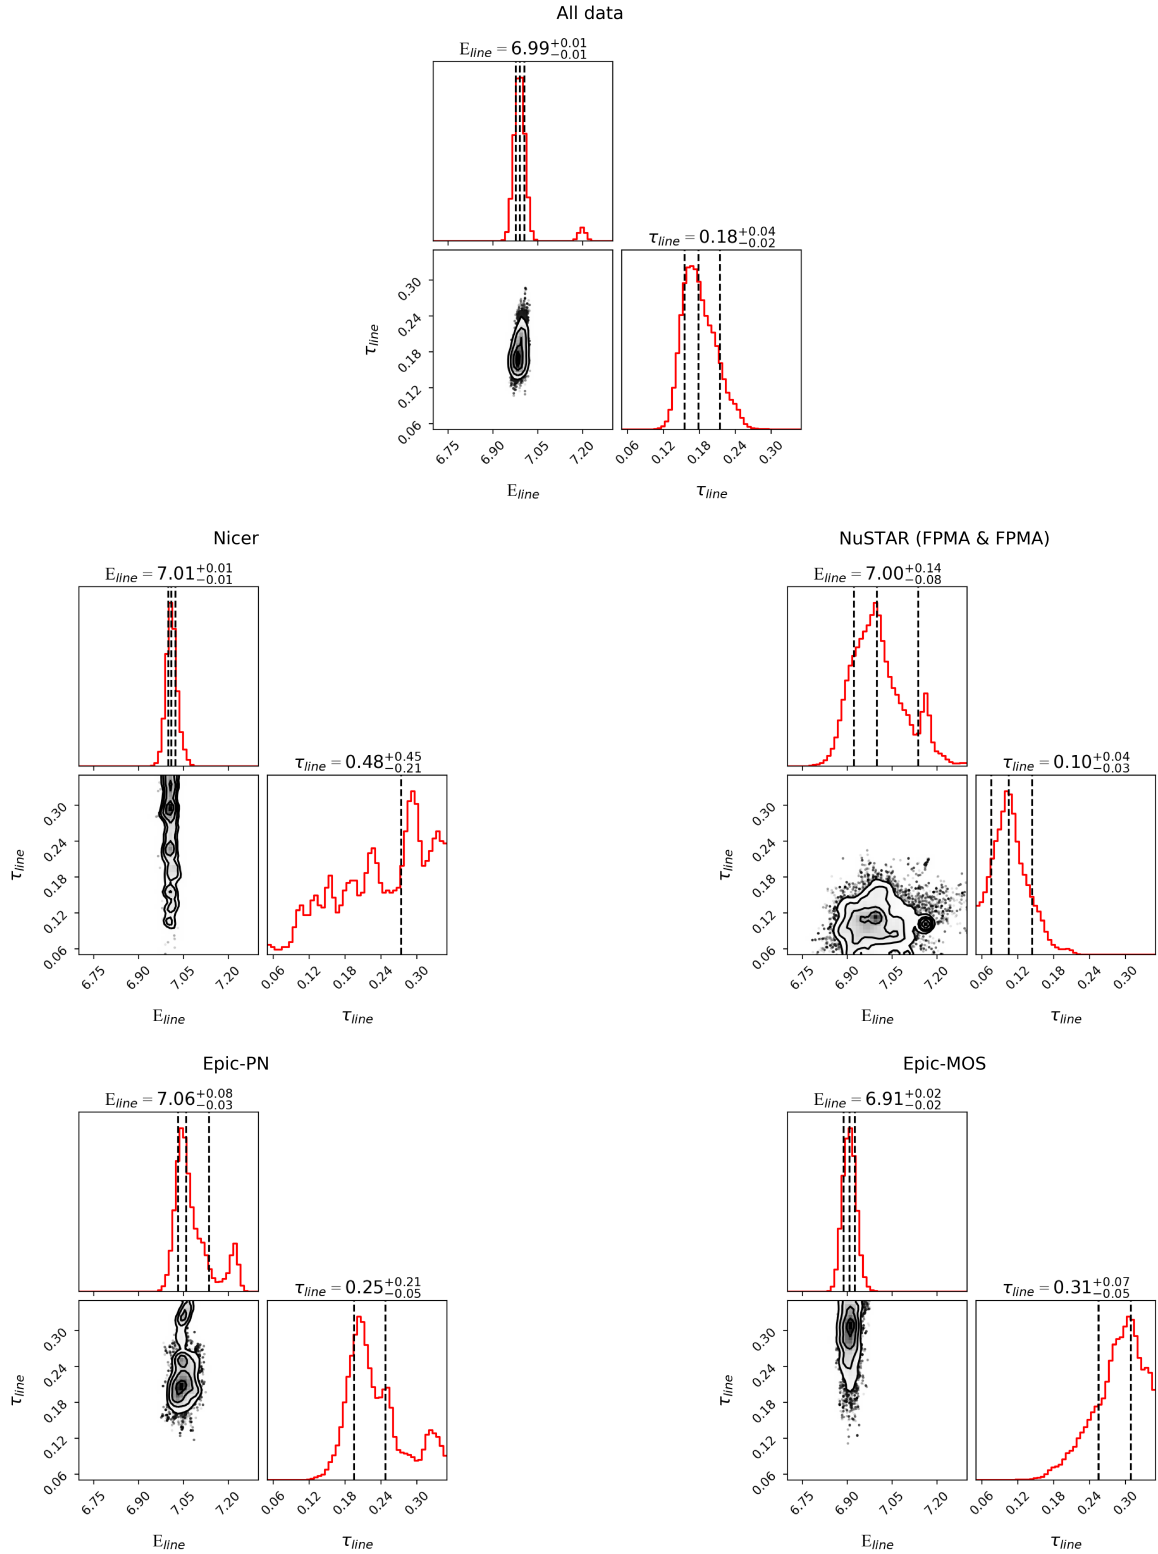 All data
E_line = 6.99 +0.01 −0.01
τ_line = 0.18 +0.04 −0.02
τ_line
0.30
0.24
0.18
0.12
0.06
6.75 6.90 7.05 7.20
0.06 0.12 0.18 0.24 0.30
E_line τ_line
Nicer
E_line = 7.01 +0.01 −0.01
τ_line = 0.48 +0.45 −0.21
τ_line
0.30
0.24
0.18
0.12
0.06
6.75 6.90 7.05 7.20
0.06 0.12 0.18 0.24 0.30
E_line τ_line
NuSTAR (FPMA & FPMA)
E_line = 7.00 +0.14 −0.08
τ_line = 0.10 +0.04 −0.03
τ_line
0.30
0.24
0.18
0.12
0.06
6.75 6.90 7.05 7.20
0.06 0.12 0.18 0.24 0.30
E_line τ_line
Epic-PN
E_line = 7.06 +0.08 −0.03
τ_line = 0.25 +0.21 −0.05
τ_line
0.30
0.24
0.18
0.12
0.06
6.75 6.90 7.05 7.20
0.06 0.12 0.18 0.24 0.30
E_line τ_line
Epic-MOS
E_line = 6.91 +0.02 −0.02
τ_line = 0.31 +0.07 −0.05
τ_line
0.30
0.24
0.18
0.12
0.06
6.75 6.90 7.05 7.20
0.06 0.12 0.18 0.24 0.30
E_line τ_line